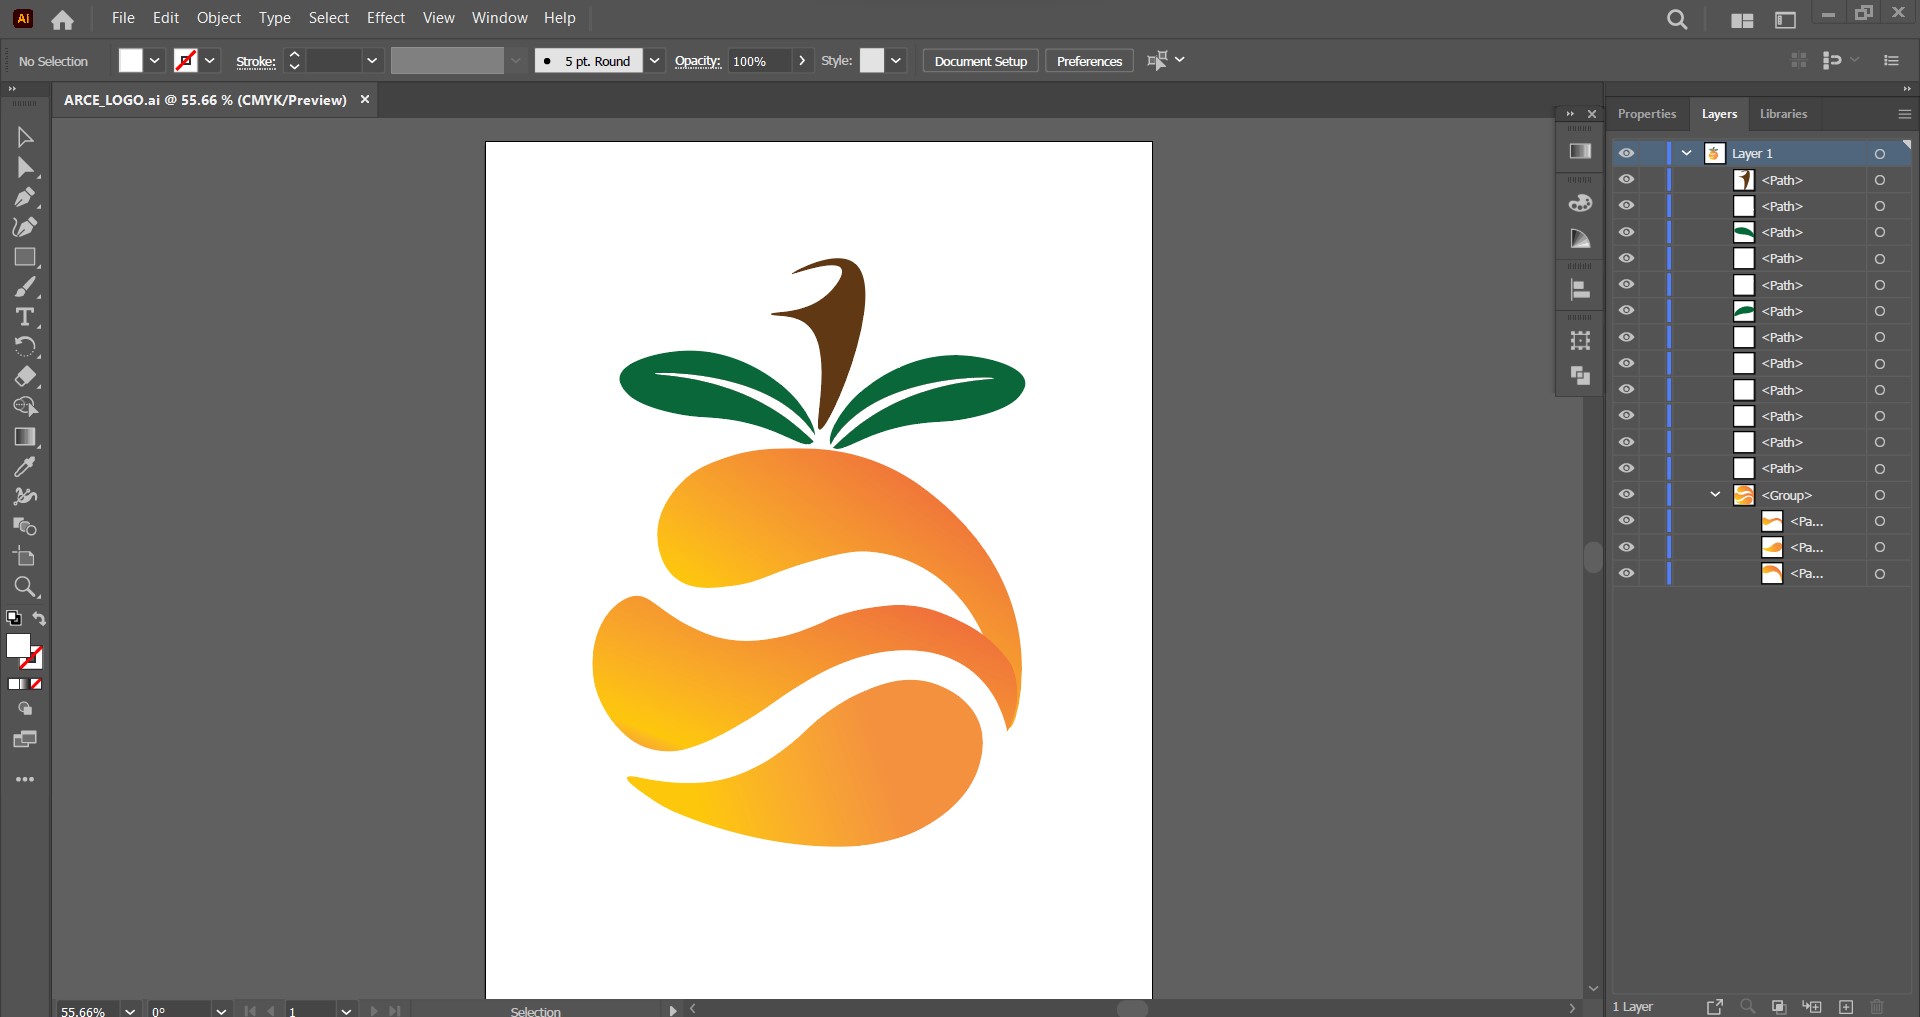 Ai File Edit Object Type Select Effect View Window Help
No Selection Stroke: 5 pt. Round Opacity: 100% Style: Document Setup Preferences
ARCE_LOGO.ai @ 55.66 % (CMYK/Preview)
Properties Layers Libraries
Layer 1
<Path>
<Path>
<Path>
<Path>
<Path>
<Path>
<Path>
<Path>
<Path>
<Path>
<Path>
<Path>
<Group>
<Pa...
<Pa...
<Pa...
55.66% 0° 1 Selection
1 Layer